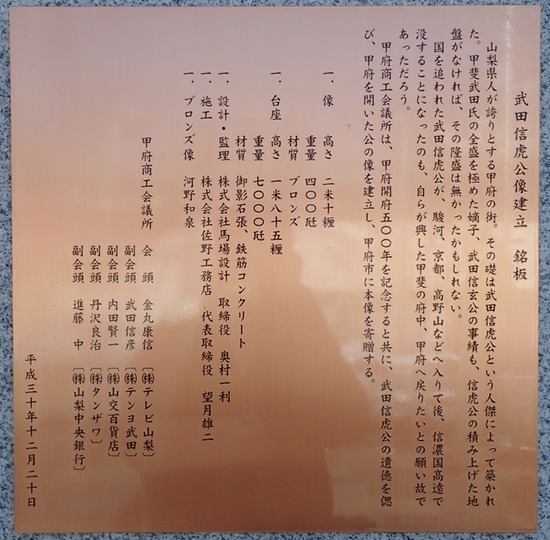 武田信虎公像建立　銘板
山梨県人が誇りとする甲府の街。その礎は武田信虎公という人傑によって築かれ
た。甲斐武田氏の全盛を極めた嫡子、武田信玄公の事績も、信虎公の積み上げた地
盤がなければ、その隆盛は無かったかもしれない。
国を追われた武田信虎公が、駿河、京都、高野山などへ入りて後、信濃国高遠で
没することになったのも、自らが興した甲斐の府中、甲府へ戻りたいとの願い故で
あっただろう。
甲府商工会議所は、甲府開府五〇〇年を記念すると共に、武田信虎公の遺徳を偲
び、甲府を開いた公の像を建立し、甲府市に本像を寄贈する。
一．像　高さ　二米十糎
重量　四〇〇瓩
材質　ブロンズ
一．台座　高さ　一米八十五糎
重量　七〇〇〇瓩
材質　御影石張、鉄筋コンクリート
一．設計・監理　株式会社馬場設計　取締役　奥村一利
一．施工　株式会社佐野工務店　代表取締役　望月雄二
一．ブロンズ像　河野和泉
甲府商工会議所　会頭　金丸康信　〔㈱テレビ山梨〕
副会頭　武田信彦　〔㈱テンヨ武田〕
副会頭　内田賢一　〔㈱山交百貨店〕
副会頭　丹沢良治　〔㈱タンザワ〕
副会頭　進藤　中　〔㈱山梨中央銀行〕
平成三十年十二月二十日